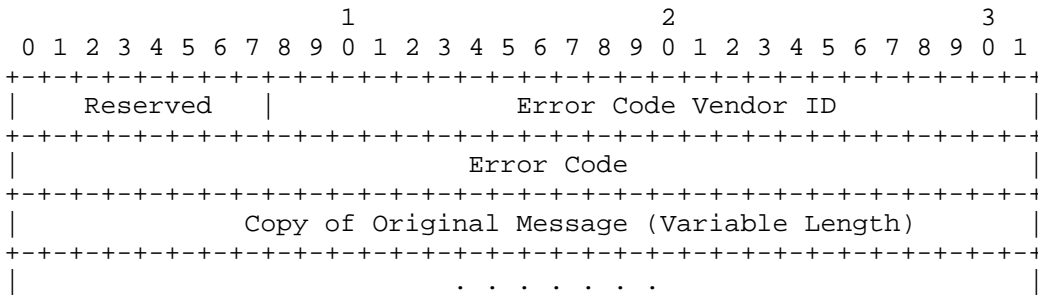 1                   2                   3
 0 1 2 3 4 5 6 7 8 9 0 1 2 3 4 5 6 7 8 9 0 1 2 3 4 5 6 7 8 9 0 1
+-+-+-+-+-+-+-+-+-+-+-+-+-+-+-+-+-+-+-+-+-+-+-+-+-+-+-+-+-+-+-+-+
|    Reserved   |               Error Code Vendor ID            |
+-+-+-+-+-+-+-+-+-+-+-+-+-+-+-+-+-+-+-+-+-+-+-+-+-+-+-+-+-+-+-+-+
|                            Error Code                         |
+-+-+-+-+-+-+-+-+-+-+-+-+-+-+-+-+-+-+-+-+-+-+-+-+-+-+-+-+-+-+-+-+
|              Copy of Original Message (Variable Length)       |
+-+-+-+-+-+-+-+-+-+-+-+-+-+-+-+-+-+-+-+-+-+-+-+-+-+-+-+-+-+-+-+-+
|                           . . . . . . .                       |